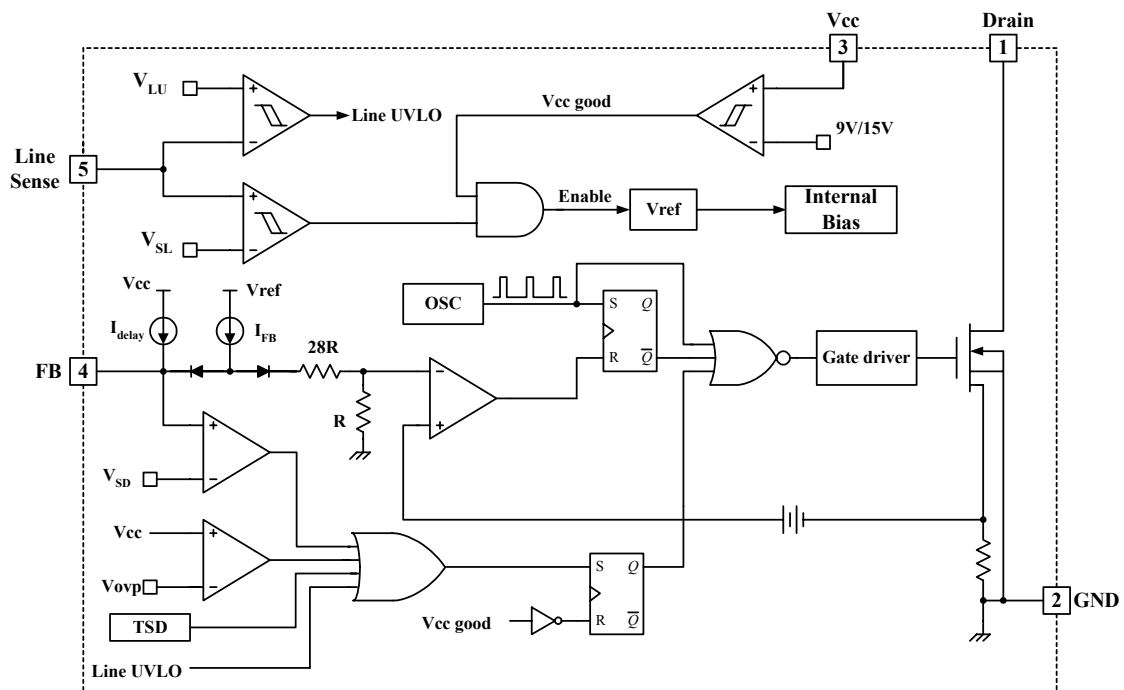 Vcc
Drain
3
1
V_LU
+
Line UVLO
−
Vcc good
+
−
9V/15V
Line
Sense
5
+
−
V_SL
Enable
Vref
Internal
Bias
Vcc
Vref
I_delay
I_FB
OSC
S
Q
R
Q̅
FB
4
28R
R
−
+
Gate driver
+
−
V_SD
Vcc
+
Vovp
−
TSD
Line UVLO
Vcc good
S
Q
R
Q̅
2
GND